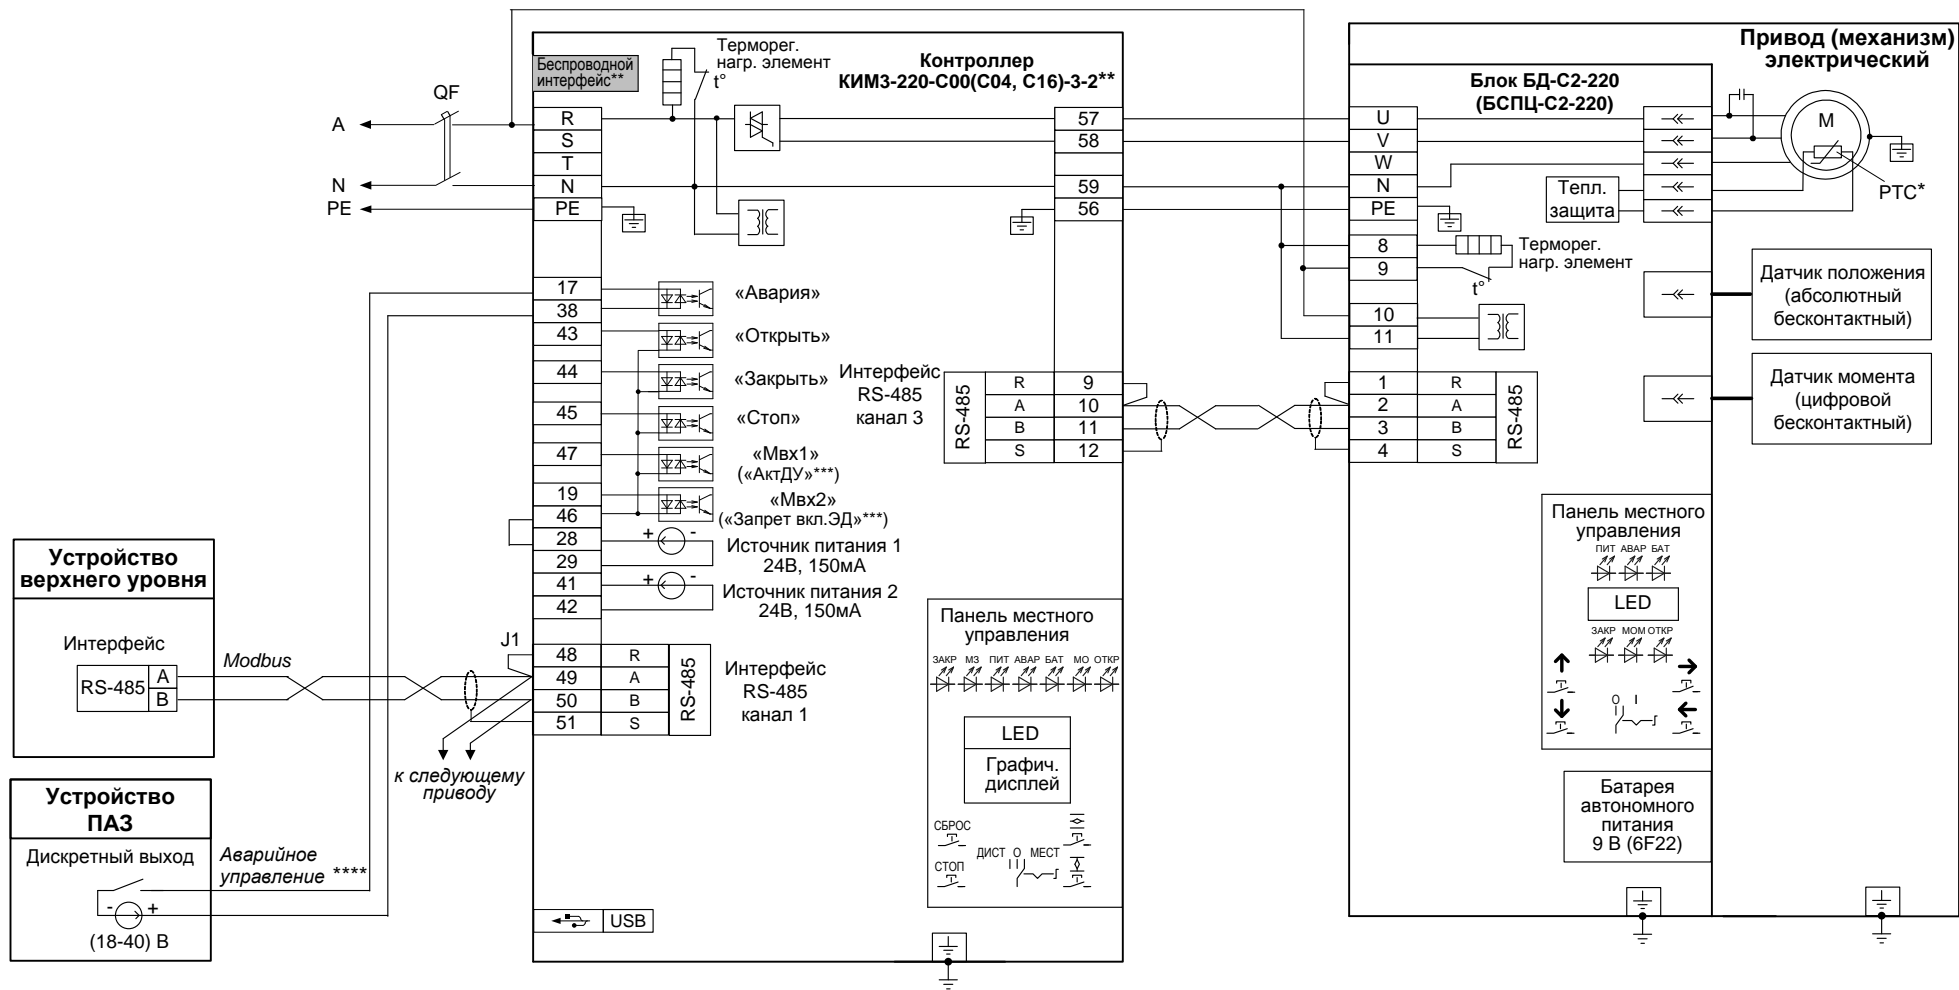 QF
A
N
PE
Беспроводной
интерфейс**
Терморег.
нагр. элемент
t°
Контроллер
КИМ3-220-С00(С04, С16)-3-2**
R
S
T
N
PE
57
58
59
56
17
38
43
44
45
47
19
46
28
29
41
42
«Авария»
«Открыть»
«Закрыть»
«Стоп»
«Мвх1»
(«АктДУ»***)
«Мвх2»
(«Запрет вкл.ЭД»***)
+ -
Источник питания 1
24В, 150мА
+ -
Источник питания 2
24В, 150мА
Интерфейс
RS-485
канал 3
RS-485
R 9
A 10
B 11
S 12
J1
48 R
49 A
50 B
51 S
RS-485
Интерфейс
RS-485
канал 1
Панель местного
управления
ЗАКР МЗ ПИТ АВАР БАТ МО ОТКР
LED
Графич.
дисплей
СБРОС
СТОП
ДИСТ О МЕСТ
USB
Устройство
верхнего уровня
Интерфейс
RS-485
A
B
Modbus
к следующему
приводу
Устройство
ПАЗ
Дискретный выход
- +
(18-40) В
Аварийное
управление ****
Привод (механизм)
электрический
Блок БД-С2-220
(БСПЦ-С2-220)
U
V
W
N
PE
8
9
10
11
Тепл.
защита
M
PTC*
Терморег.
нагр. элемент
t°
1 R
2 A
3 B
4 S
RS-485
Датчик положения
(абсолютный
бесконтактный)
Датчик момента
(цифровой
бесконтактный)
Панель местного
управления
ПИТ АВАР БАТ
LED
ЗАКР МОМ ОТКР
О I
Батарея
автономного
питания
9 В (6F22)